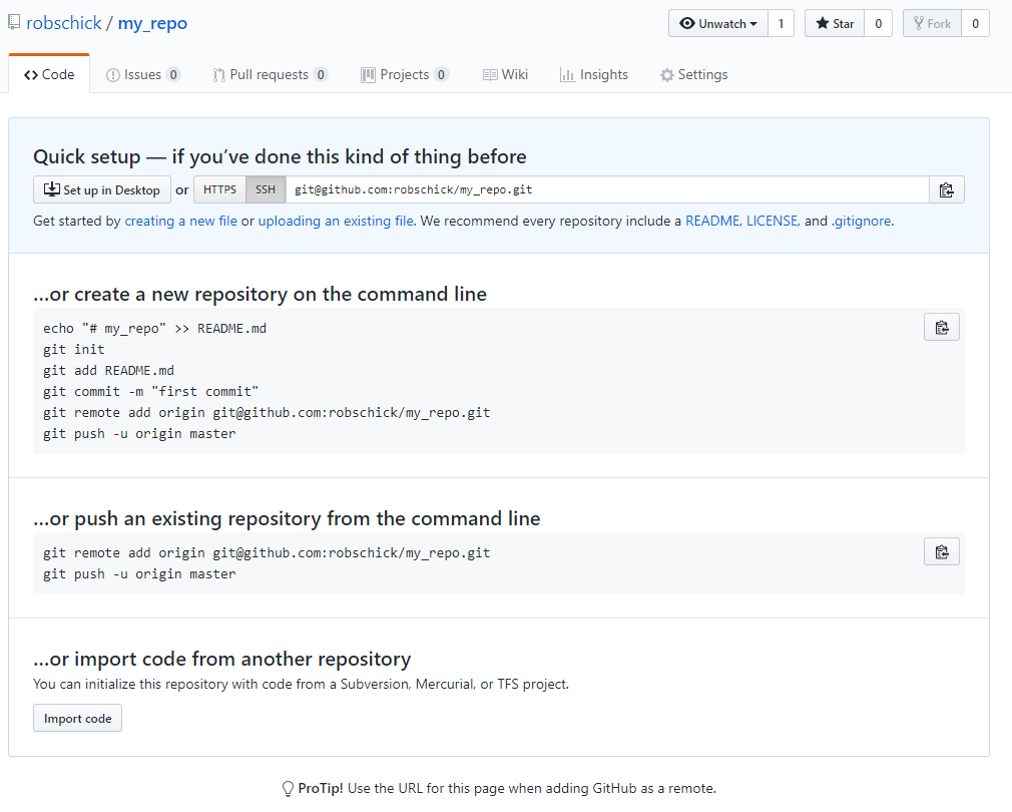 robschick / my_repo
Unwatch 1 Star 0 Fork 0
Code Issues 0 Pull requests 0 Projects 0 Wiki Insights Settings
Quick setup — if you’ve done this kind of thing before
Set up in Desktop or HTTPS SSH git@github.com:robschick/my_repo.git
Get started by creating a new file or uploading an existing file. We recommend every repository include a README, LICENSE, and .gitignore.
…or create a new repository on the command line
echo "# my_repo" >> README.md
git init
git add README.md
git commit -m "first commit"
git remote add origin git@github.com:robschick/my_repo.git
git push -u origin master
…or push an existing repository from the command line
git remote add origin git@github.com:robschick/my_repo.git
git push -u origin master
…or import code from another repository
You can initialize this repository with code from a Subversion, Mercurial, or TFS project.
Import code
ProTip! Use the URL for this page when adding GitHub as a remote.